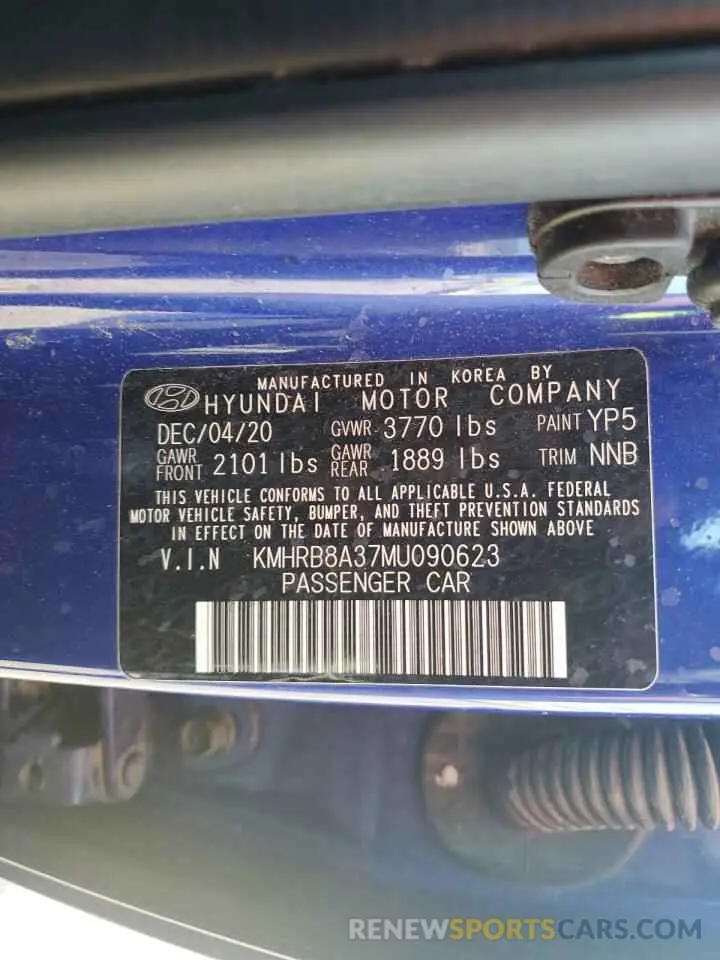 MANUFACTURED IN KOREA BY
HYUNDAI MOTOR COMPANY
DEC/04/20 GVWR 3770 lbs PAINT YP5
GAWR FRONT 2101 lbs GAWR REAR 1889 lbs TRIM NNB
THIS VEHICLE CONFORMS TO ALL APPLICABLE U.S.A. FEDERAL
MOTOR VEHICLE SAFETY, BUMPER, AND THEFT PREVENTION STANDARDS
IN EFFECT ON THE DATE OF MANUFACTURE SHOWN ABOVE
V.I.N KMHRB8A37MU090623
PASSENGER CAR
RENEWSPORTSCARS.COM